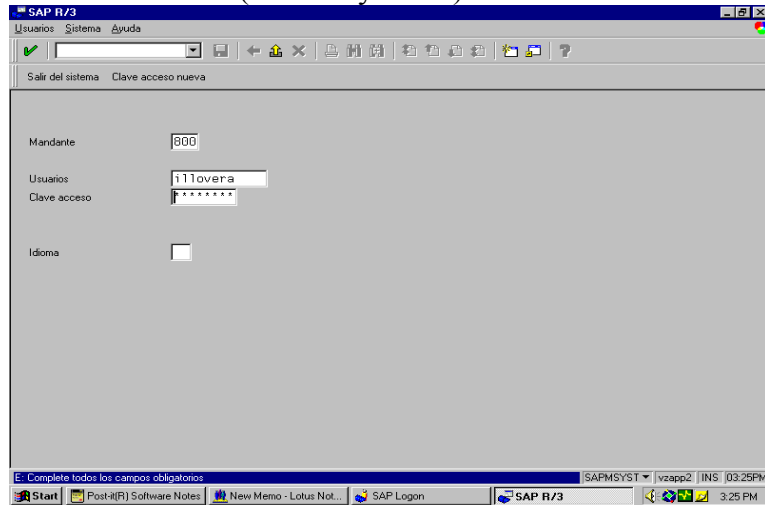 SAP R/3
Usuarios Sistema Ayuda
Salir del sistema Clave acceso nueva
Mandante 800
Usuarios illovera
Clave acceso ********
Idioma
E: Complete todos los campos obligatorios SAPMSYST vzapp2 INS 03:25PM
Start Post-it(R) Software Notes New Memo - Lotus Not... SAP Logon SAP R/3 3:25 PM